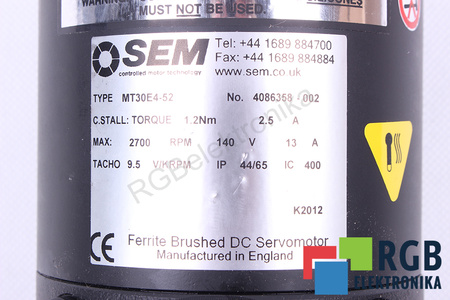 MUST NOT BE
SEM
controlled motor technology
Tel: +44 1689 884700
Fax: +44 1689 884884
www.sem.co.uk
TYPE MT30E4-52 No. 4086358 - 002
C.STALL: TORQUE 1.2Nm 2.5 A
MAX: 2700 RPM 140 V 13 A
TACHO 9.5 V/KRPM IP 44/65 IC 400
K2012
CE Ferrite Brushed DC Servomotor
Manufactured in England
RGBelektronika
RGB
ELEKTRONIKA